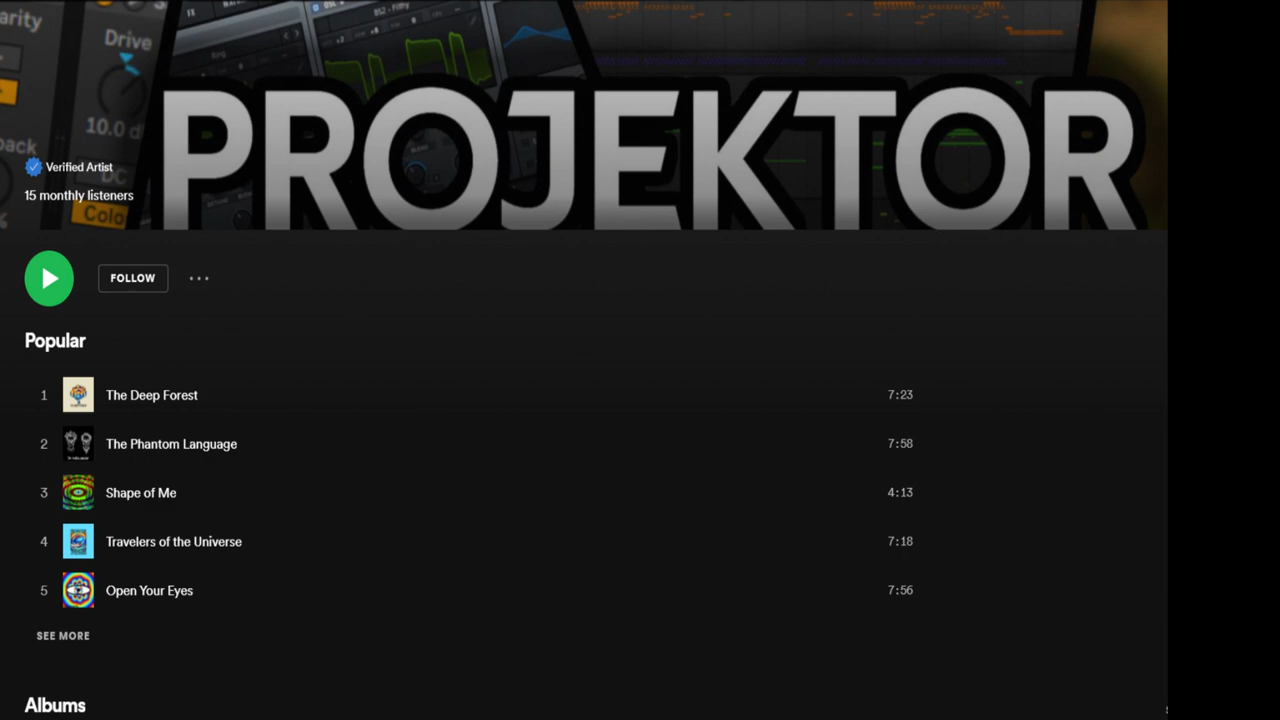 arity
Drive
10.0 d
PROJEKTOR
Verified Artist
15 monthly listeners
Colo
FOLLOW
Popular
1 The Deep Forest 7:23
2 The Phantom Language 7:58
3 Shape of Me 4:13
4 Travelers of the Universe 7:18
5 Open Your Eyes 7:56
SEE MORE
Albums